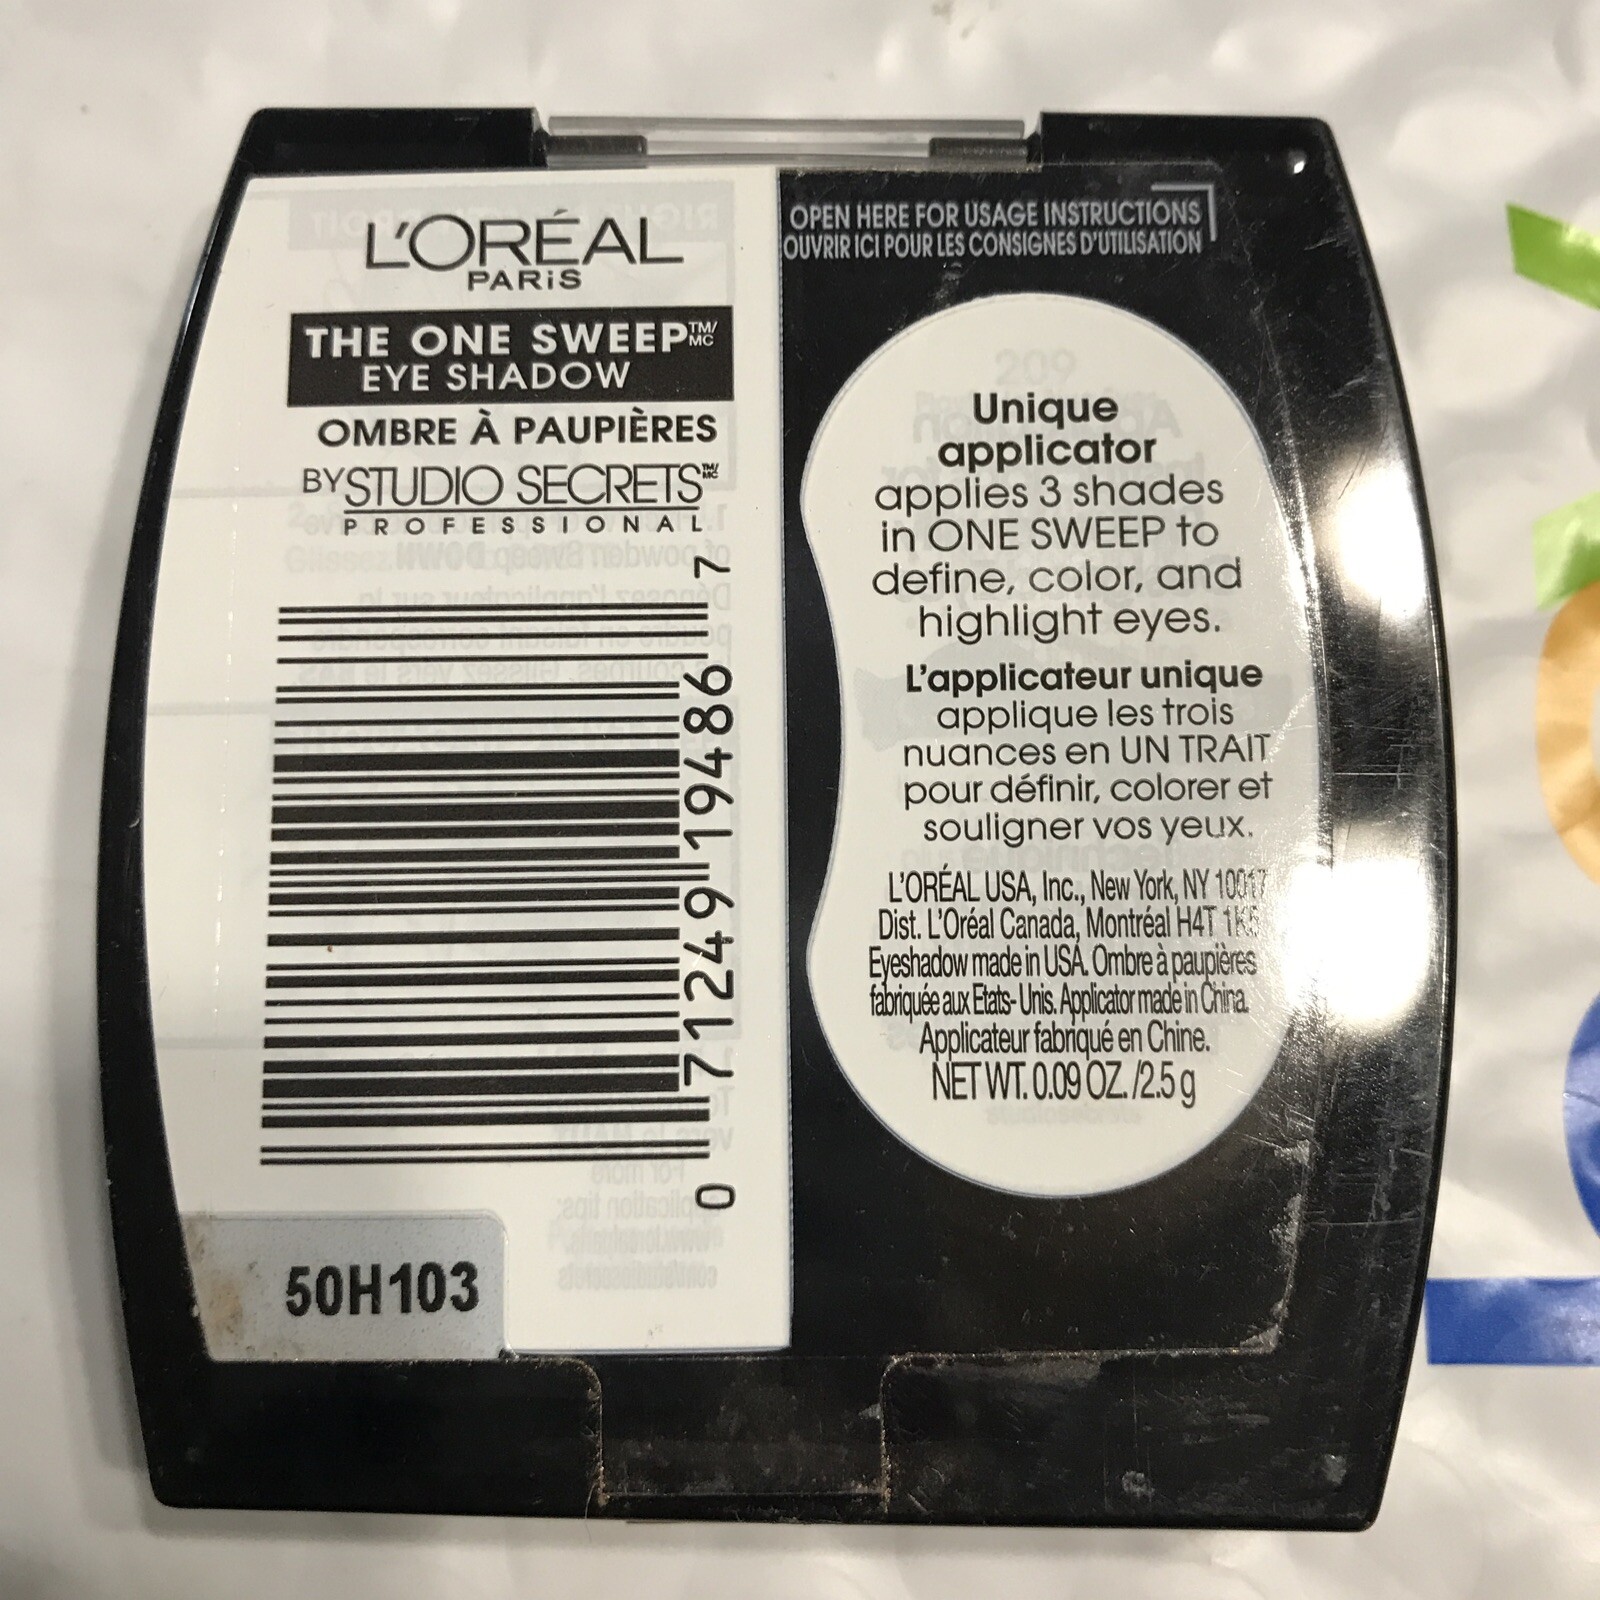 L'ORÉAL
PARiS
THE ONE SWEEP™/MC
EYE SHADOW
OMBRE À PAUPIÈRES
BY STUDIO SECRETS™/MC
PROFESSIONAL
0 71249 19486 7
50H103
OPEN HERE FOR USAGE INSTRUCTIONS
OUVRIR ICI POUR LES CONSIGNES D'UTILISATION
Unique
applicator
applies 3 shades
in ONE SWEEP to
define, color, and
highlight eyes.
L'applicateur unique
applique les trois
nuances en UN TRAIT
pour définir, colorer et
souligner vos yeux.
L'ORÉAL USA, Inc., New York, NY 10017
Dist. L'Oréal Canada, Montréal H4T 1K5
Eyeshadow made in USA. Ombre à paupières
fabriquée aux Etats-Unis. Applicator made in China.
Applicateur fabriqué en Chine.
NET WT. 0.09 OZ./2.5 g